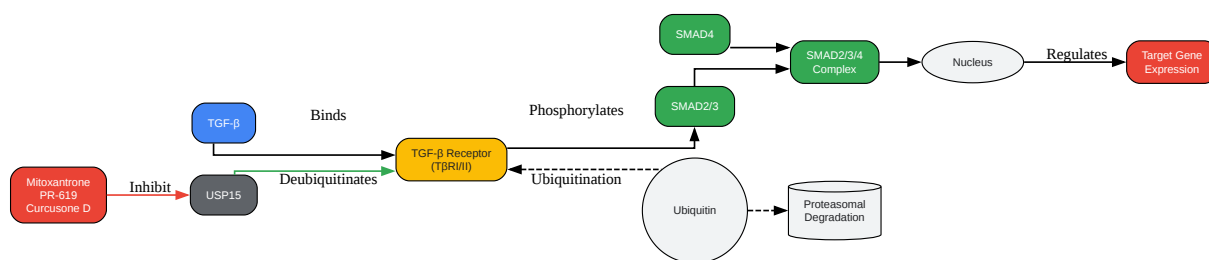 SMAD4
SMAD2/3/4
Complex
Nucleus
Regulates
Target Gene
Expression
SMAD2/3
Phosphorylates
TGF-β
Binds
TGF-β Receptor
(TβRI/II)
Mitoxantrone
PR-619
Curcusone D
Inhibit
USP15
Deubiquitinates
Ubiquitination
Ubiquitin
Proteasomal
Degradation